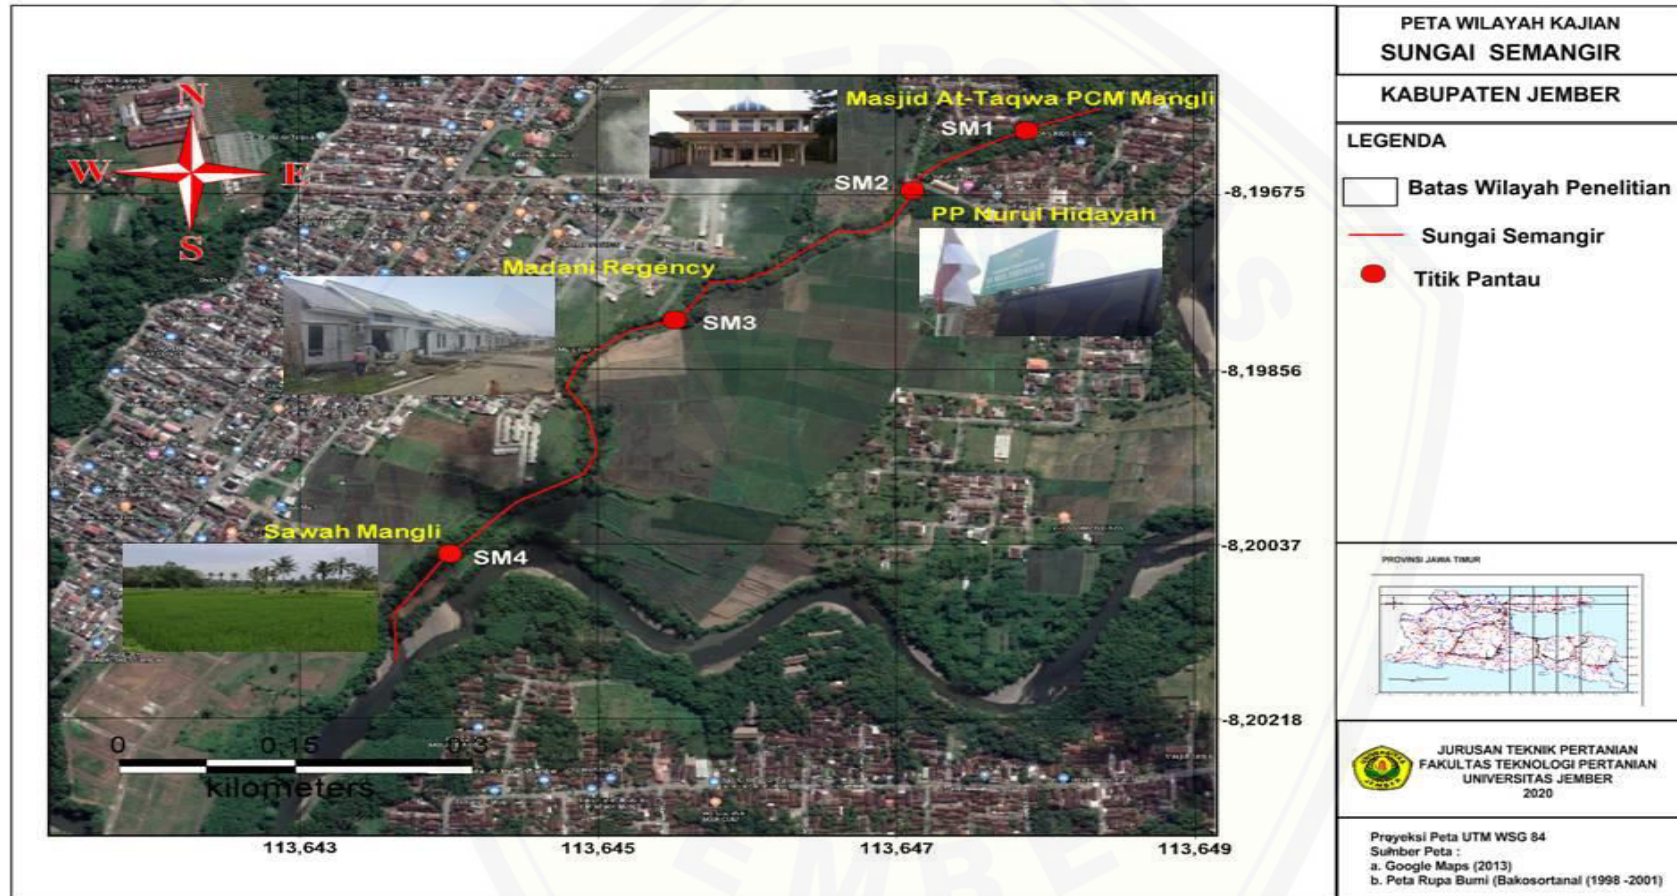 PETA WILAYAH KAJIAN
SUNGAI SEMANGIR
KABUPATEN JEMBER
LEGENDA
Batas Wilayah Penelitian
Sungai Semangir
Titik Pantau
N
W
E
S
Masjid At-Taqwa PCM Mangli
SM1
SM2
PP Nurul Hidayah
Madani Regency
SM3
Sawah Mangli
SM4
0 0,15 0,3
kilometers
-8,19675
-8,19856
-8,20037
-8,20218
113,643 113,645 113,647 113,649
PROVINSI JAWA TIMUR
JURUSAN TEKNIK PERTANIAN
FAKULTAS TEKNOLOGI PERTANIAN
UNIVERSITAS JEMBER
2020
Proyeksi Peta UTM WSG 84
Sumber Peta :
a. Google Maps (2013)
b. Peta Rupa Bumi (Bakosortanal (1998 -2001)